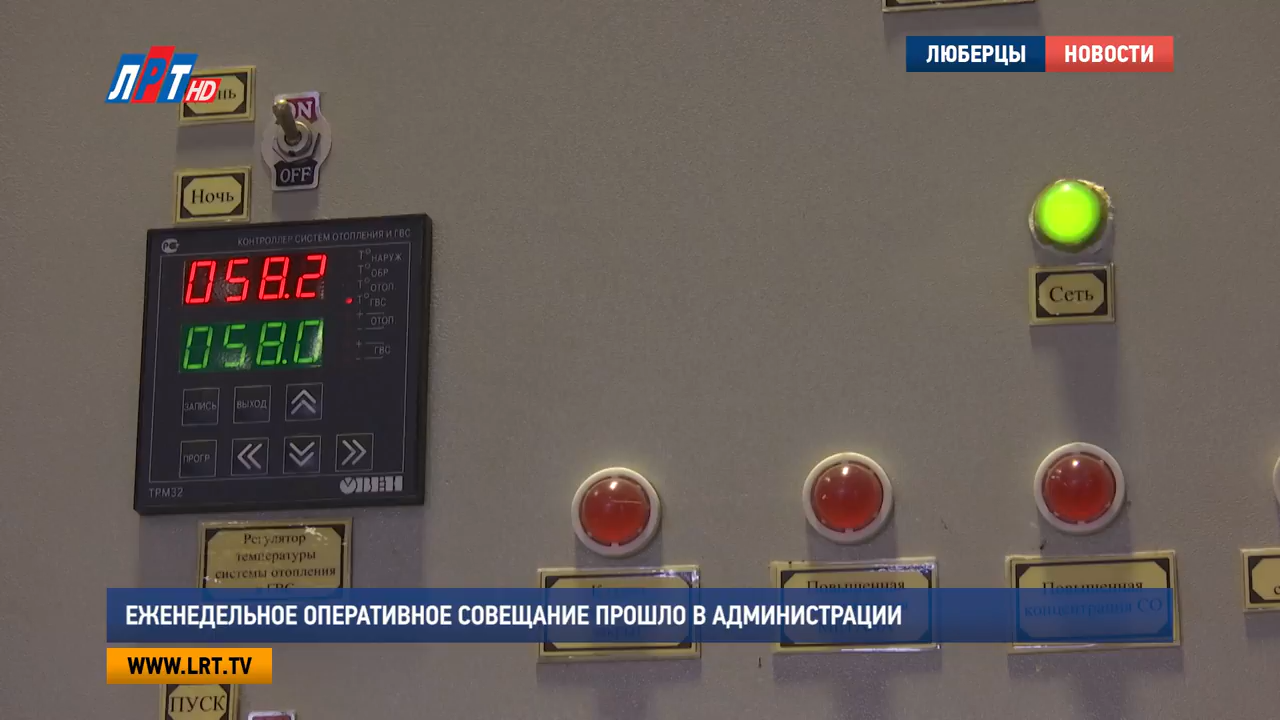 ЛРТ HD
ЛЮБЕРЦЫ НОВОСТИ
ON
OFF
Ночь
КОНТРОЛЛЕР СИСТЕМ ОТОПЛЕНИЯ И ГВС
058.2
058.0
T° НАРУЖ
T° ОБР
T° ОТОП
T° ГВС
ОТОП
ГВС
ЗАПИСЬ ВЫХОД
ПРОГР
ТРМ32 ОВЕН
Сеть
Регулятор
температуры
системы отопления
и ГВС
Повышенная
Повышенная
концентрация СО
ЕЖЕНЕДЕЛЬНОЕ ОПЕРАТИВНОЕ СОВЕЩАНИЕ ПРОШЛО В АДМИНИСТРАЦИИ
WWW.LRT.TV
ПУСК